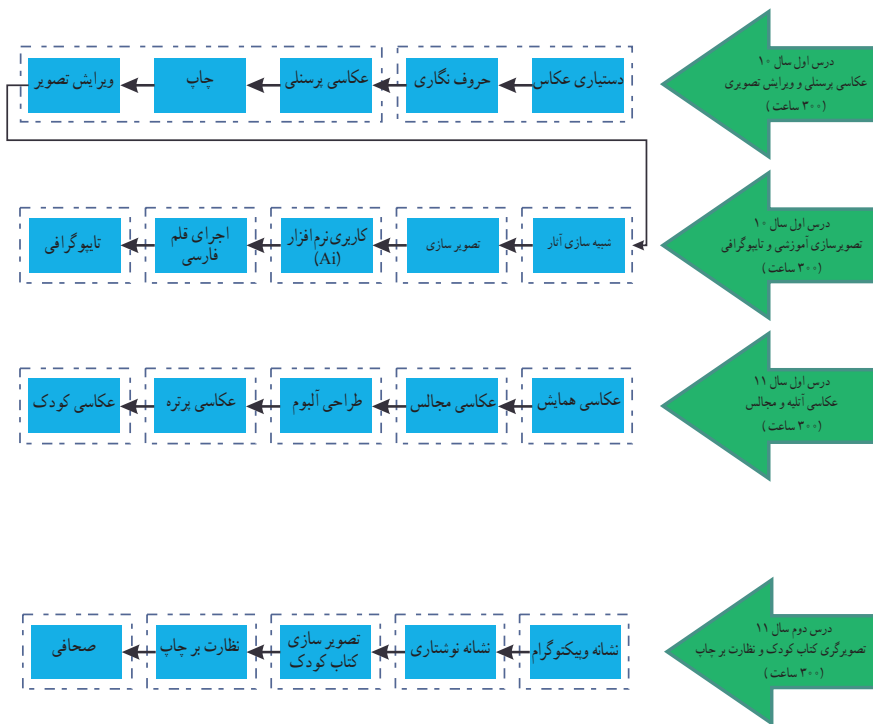 درس اول سال ۱۰
عکاسی پرسنلی و ویرایش تصویری
(۳۰۰ ساعت)
دستیاری عکاس
حروف نگاری
عکاسی پرسنلی
چاپ
ویرایش تصویر
درس اول سال ۱۰
تصویرسازی آموزشی و تایپوگرافی
(۳۰۰ ساعت)
شبیه سازی آثار
تصویر سازی
کاربری نرم افزار
(Ai)
اجرای قلم
فارسی
تایپوگرافی
درس اول سال ۱۱
عکاسی آتلیه و مجالس
(۳۰۰ ساعت)
عکاسی همایش
عکاسی مجالس
طراحی آلبوم
عکاسی پرتره
عکاسی کودک
درس دوم سال ۱۱
تصویرگری کتاب کودک و نظارت بر چاپ
(۳۰۰ ساعت)
نشانه وپیکتوگرام
نشانه نوشتاری
تصویر سازی
کتاب کودک
نظارت بر چاپ
صحافی